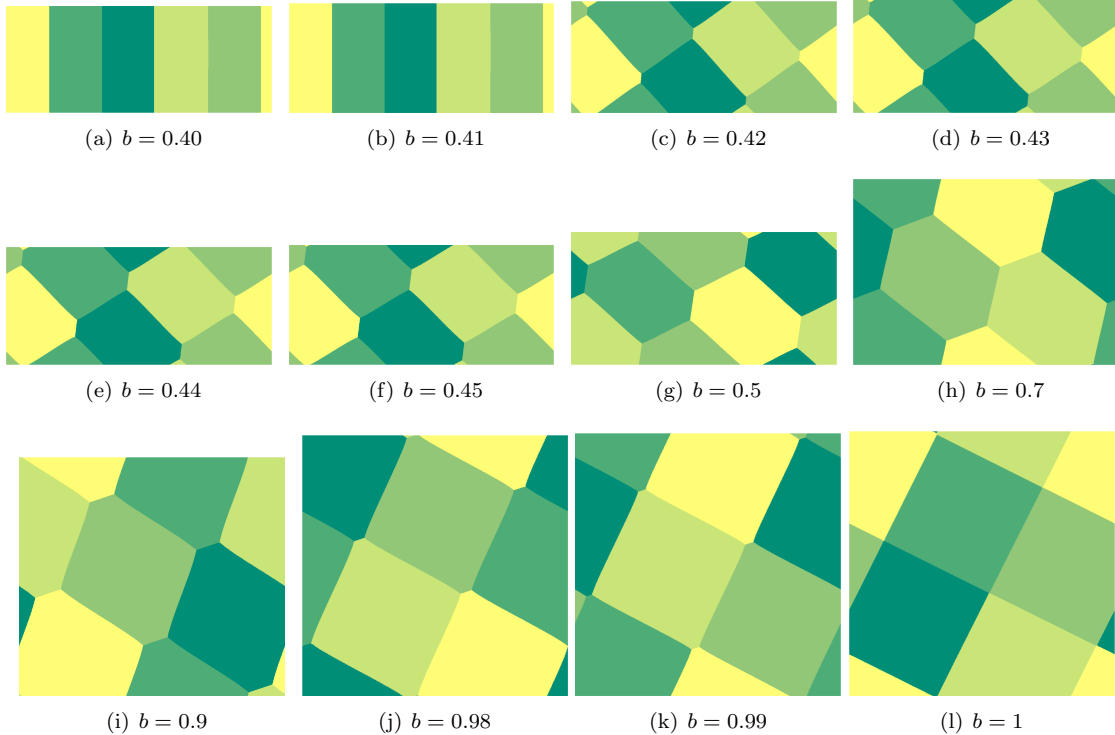 (a) b = 0.40
(b) b = 0.41
(c) b = 0.42
(d) b = 0.43
(e) b = 0.44
(f) b = 0.45
(g) b = 0.5
(h) b = 0.7
(i) b = 0.9
(j) b = 0.98
(k) b = 0.99
(l) b = 1